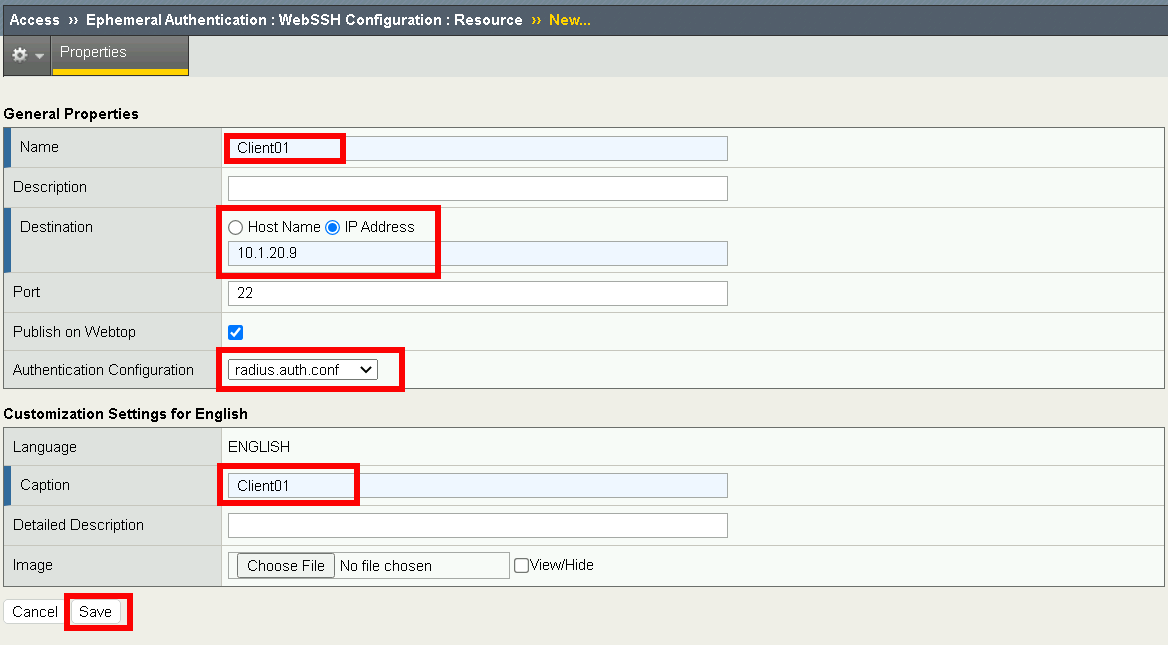 Access » Ephemeral Authentication : WebSSH Configuration : Resource » New...
Properties
General Properties
Name Client01
Description
Destination Host Name IP Address
10.1.20.9
Port 22
Publish on Webtop
Authentication Configuration radius.auth.conf
Customization Settings for English
Language ENGLISH
Caption Client01
Detailed Description
Image Choose File No file chosen View/Hide
Cancel Save